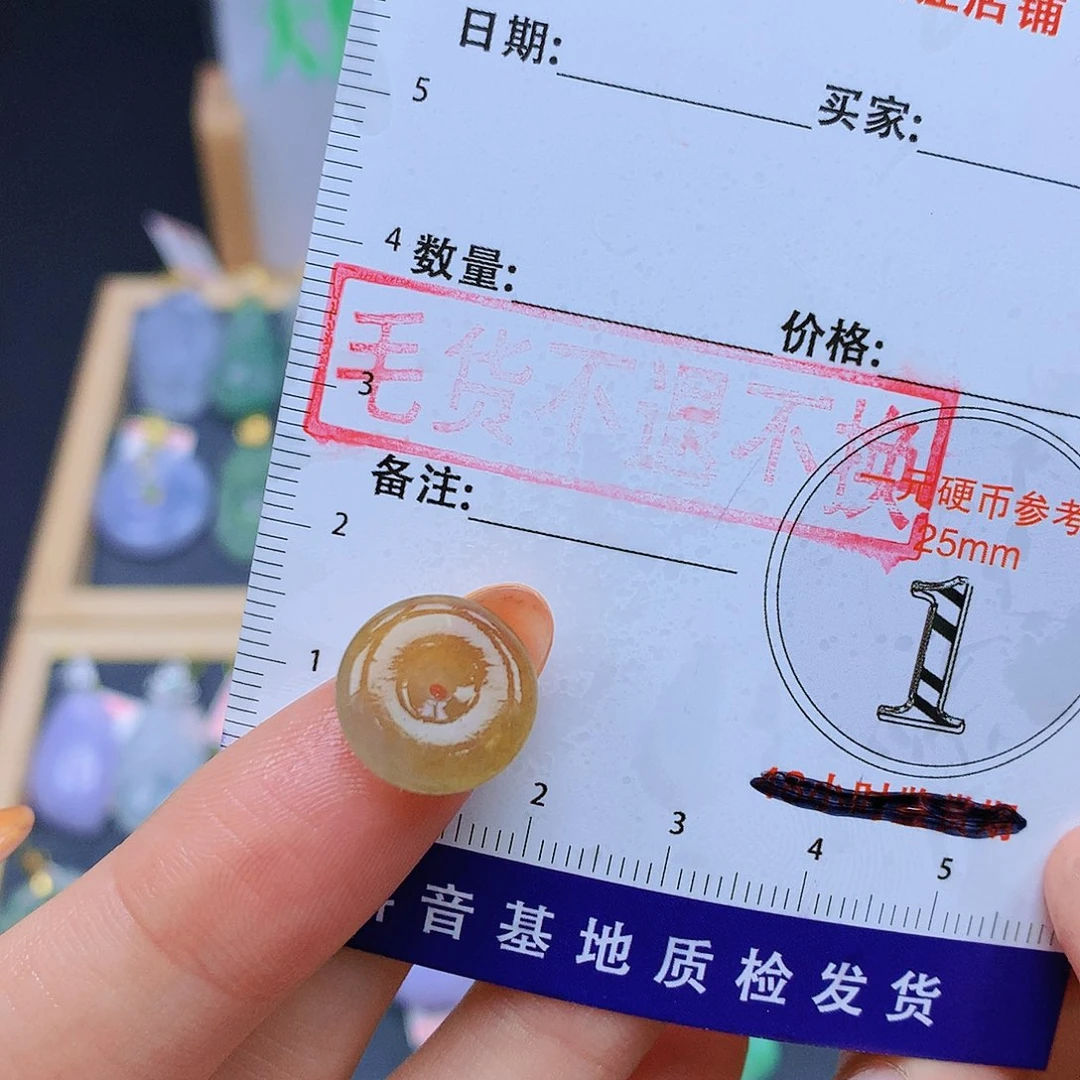 店铺
日期:
买家:
5
4
数量:
价格:
毛货不退不换
3
备注:
2
一元硬币参考
25mm
1
1
2
3
4
5
音基地质检发货